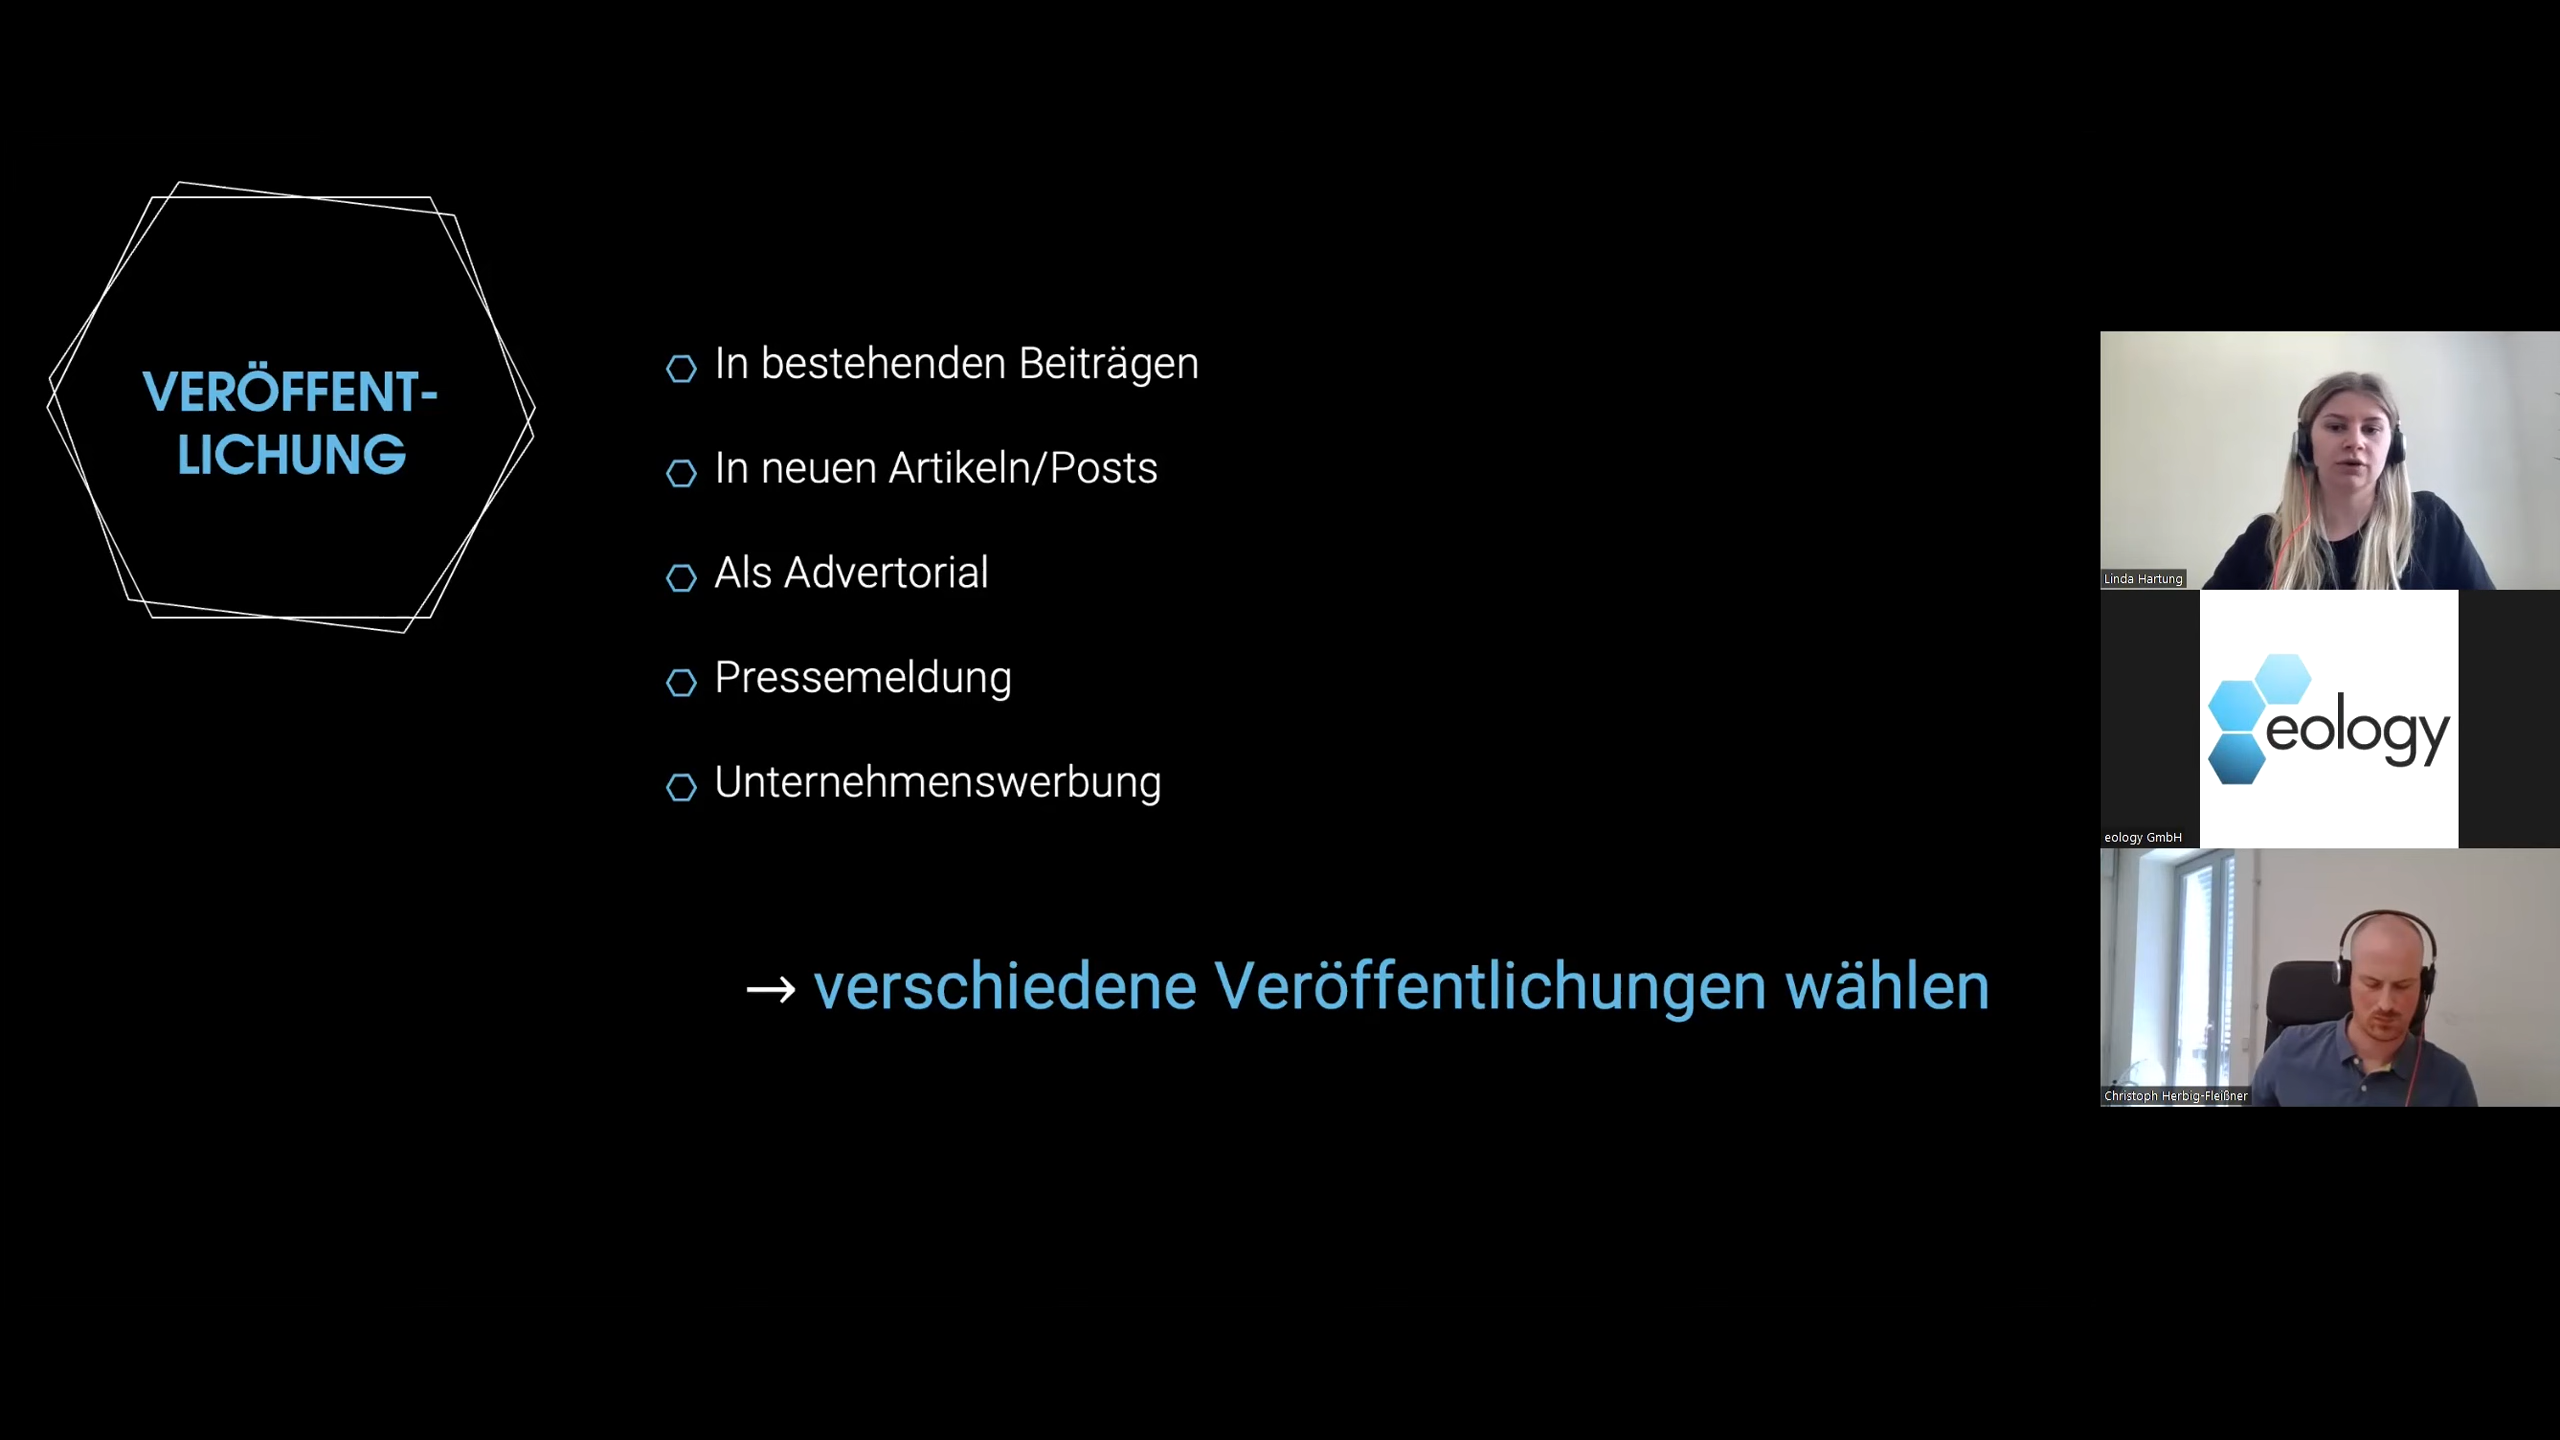 VERÖFFENT-
LICHUNG
In bestehenden Beiträgen
In neuen Artikeln/Posts
Als Advertorial
Pressemeldung
Unternehmenswerbung
→ verschiedene Veröffentlichungen wählen
Linda Hartung
eology
eology GmbH
Christoph Herbig-Fleißner